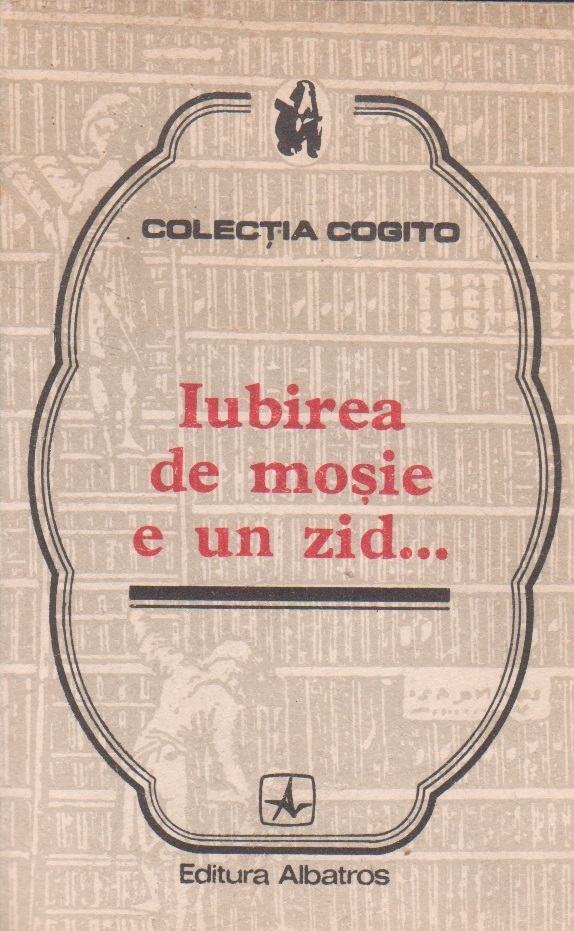 COLECȚIA COGITO
Iubirea
de moșie
e un zid...
Editura Albatros